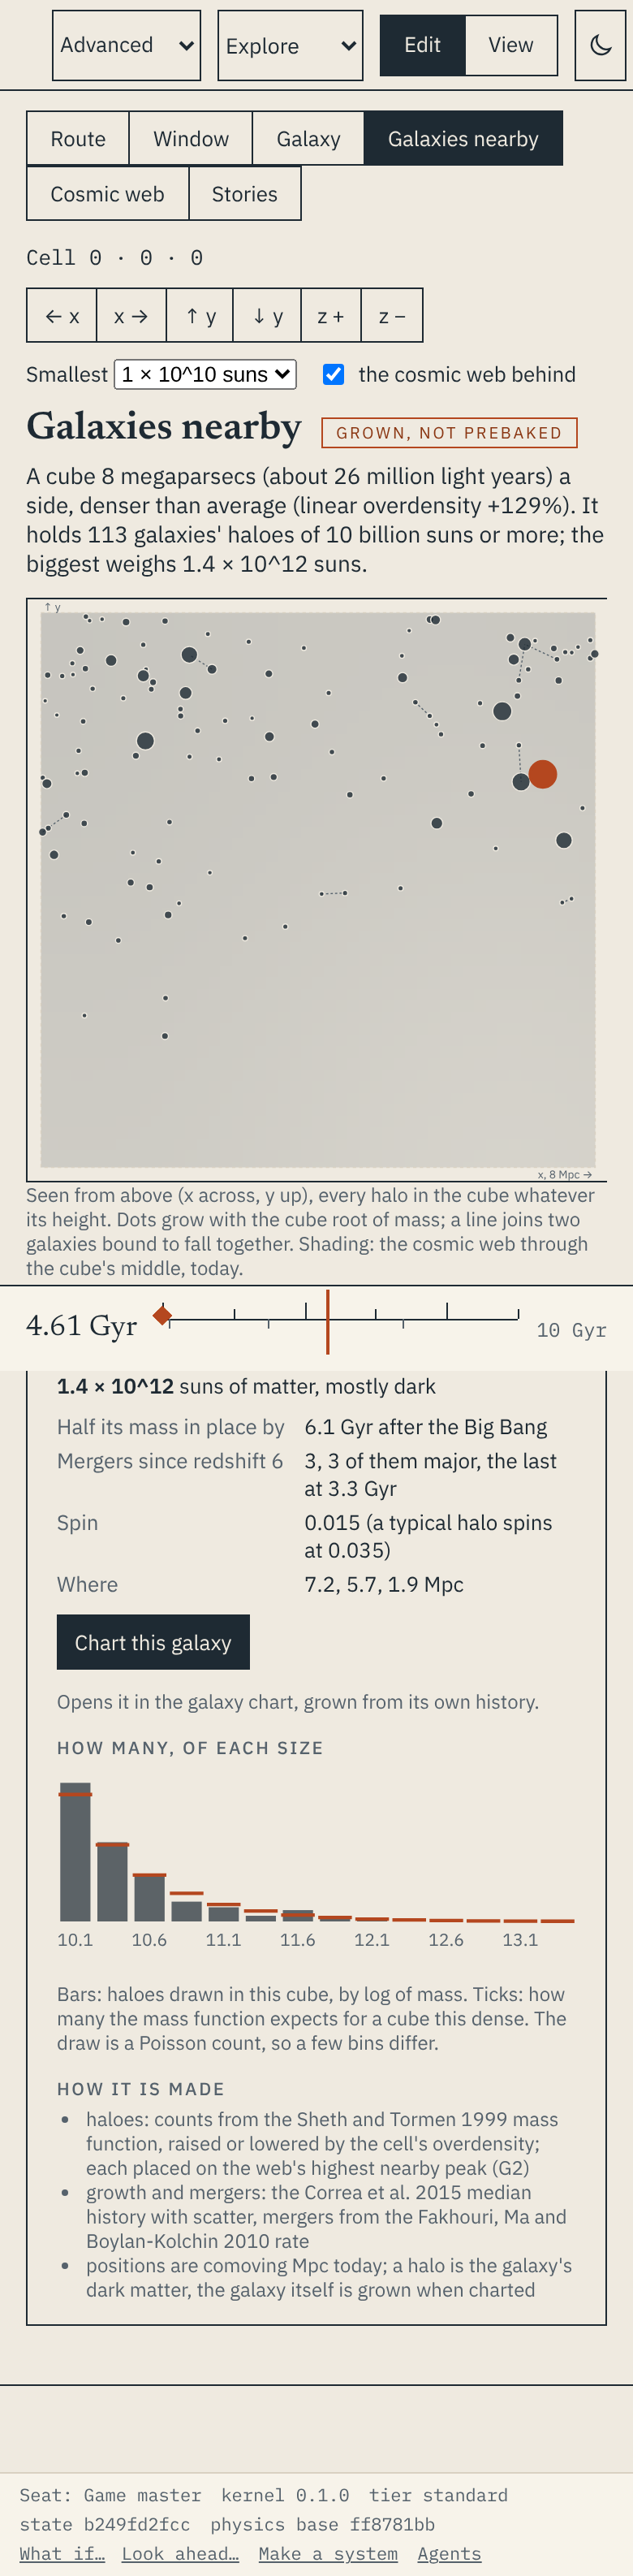 Advanced Explore Edit View
Route Window Galaxy Galaxies nearby
Cosmic web Stories
Cell 0 · 0 · 0
← x x → ↑ y ↓ y z + z −
Smallest 1 × 10^10 suns the cosmic web behind
Galaxies nearby GROWN, NOT PREBAKED
A cube 8 megaparsecs (about 26 million light years) a
side, denser than average (linear overdensity +129%). It
holds 113 galaxies' haloes of 10 billion suns or more; the
biggest weighs 1.4 × 10^12 suns.
↑ y
x, 8 Mpc →
Seen from above (x across, y up), every halo in the cube whatever
its height. Dots grow with the cube root of mass; a line joins two
galaxies bound to fall together. Shading: the cosmic web through
the cube's middle, today.
4.61 Gyr 10 Gyr
1.4 × 10^12 suns of matter, mostly dark
Half its mass in place by 6.1 Gyr after the Big Bang
Mergers since redshift 6 3, 3 of them major, the last
at 3.3 Gyr
Spin 0.015 (a typical halo spins
at 0.035)
Where 7.2, 5.7, 1.9 Mpc
Chart this galaxy
Opens it in the galaxy chart, grown from its own history.
HOW MANY, OF EACH SIZE
10.1 10.6 11.1 11.6 12.1 12.6 13.1
Bars: haloes drawn in this cube, by log of mass. Ticks: how
many the mass function expects for a cube this dense. The
draw is a Poisson count, so a few bins differ.
HOW IT IS MADE
• haloes: counts from the Sheth and Tormen 1999 mass
function, raised or lowered by the cell's overdensity;
each placed on the web's highest nearby peak (G2)
• growth and mergers: the Correa et al. 2015 median
history with scatter, mergers from the Fakhouri, Ma and
Boylan-Kolchin 2010 rate
• positions are comoving Mpc today; a halo is the galaxy's
dark matter, the galaxy itself is grown when charted
Seat: Game master kernel 0.1.0 tier standard
state b249fd2fcc physics base ff8781bb
What if… Look ahead… Make a system Agents